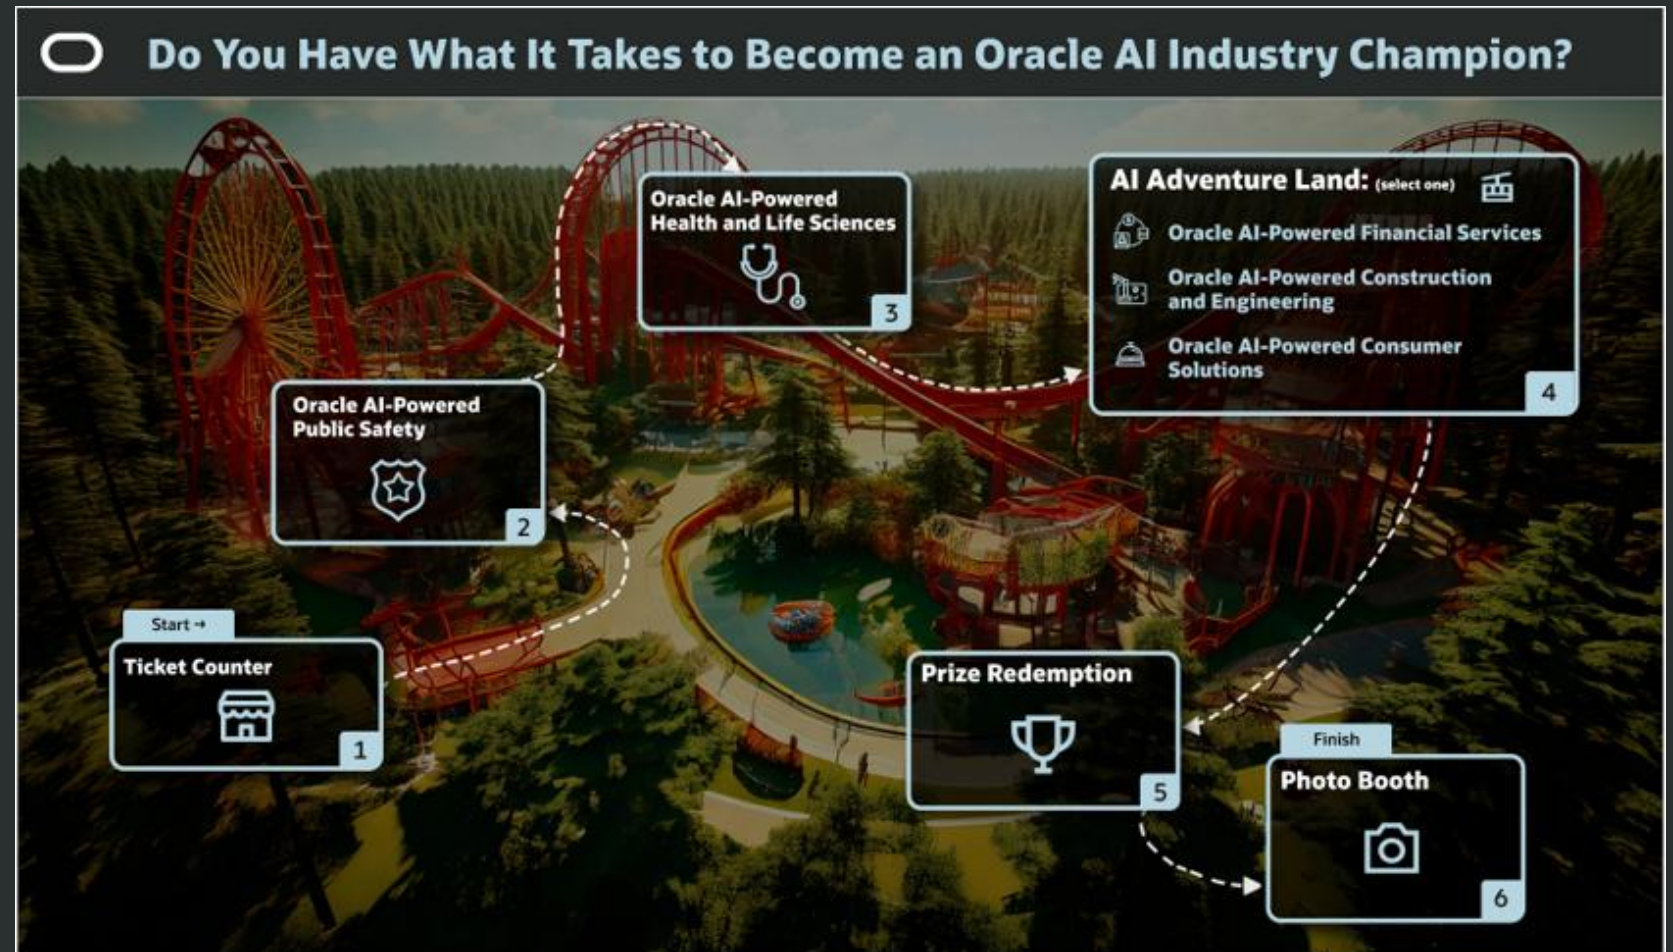 Do You Have What It Takes to Become an Oracle AI Industry Champion?
Start →
Ticket Counter
1
Oracle AI-Powered
Public Safety
2
Oracle AI-Powered
Health and Life Sciences
3
AI Adventure Land: (select one)
Oracle AI-Powered Financial Services
Oracle AI-Powered Construction
and Engineering
Oracle AI-Powered Consumer
Solutions
4
Prize Redemption
5
Finish
Photo Booth
6